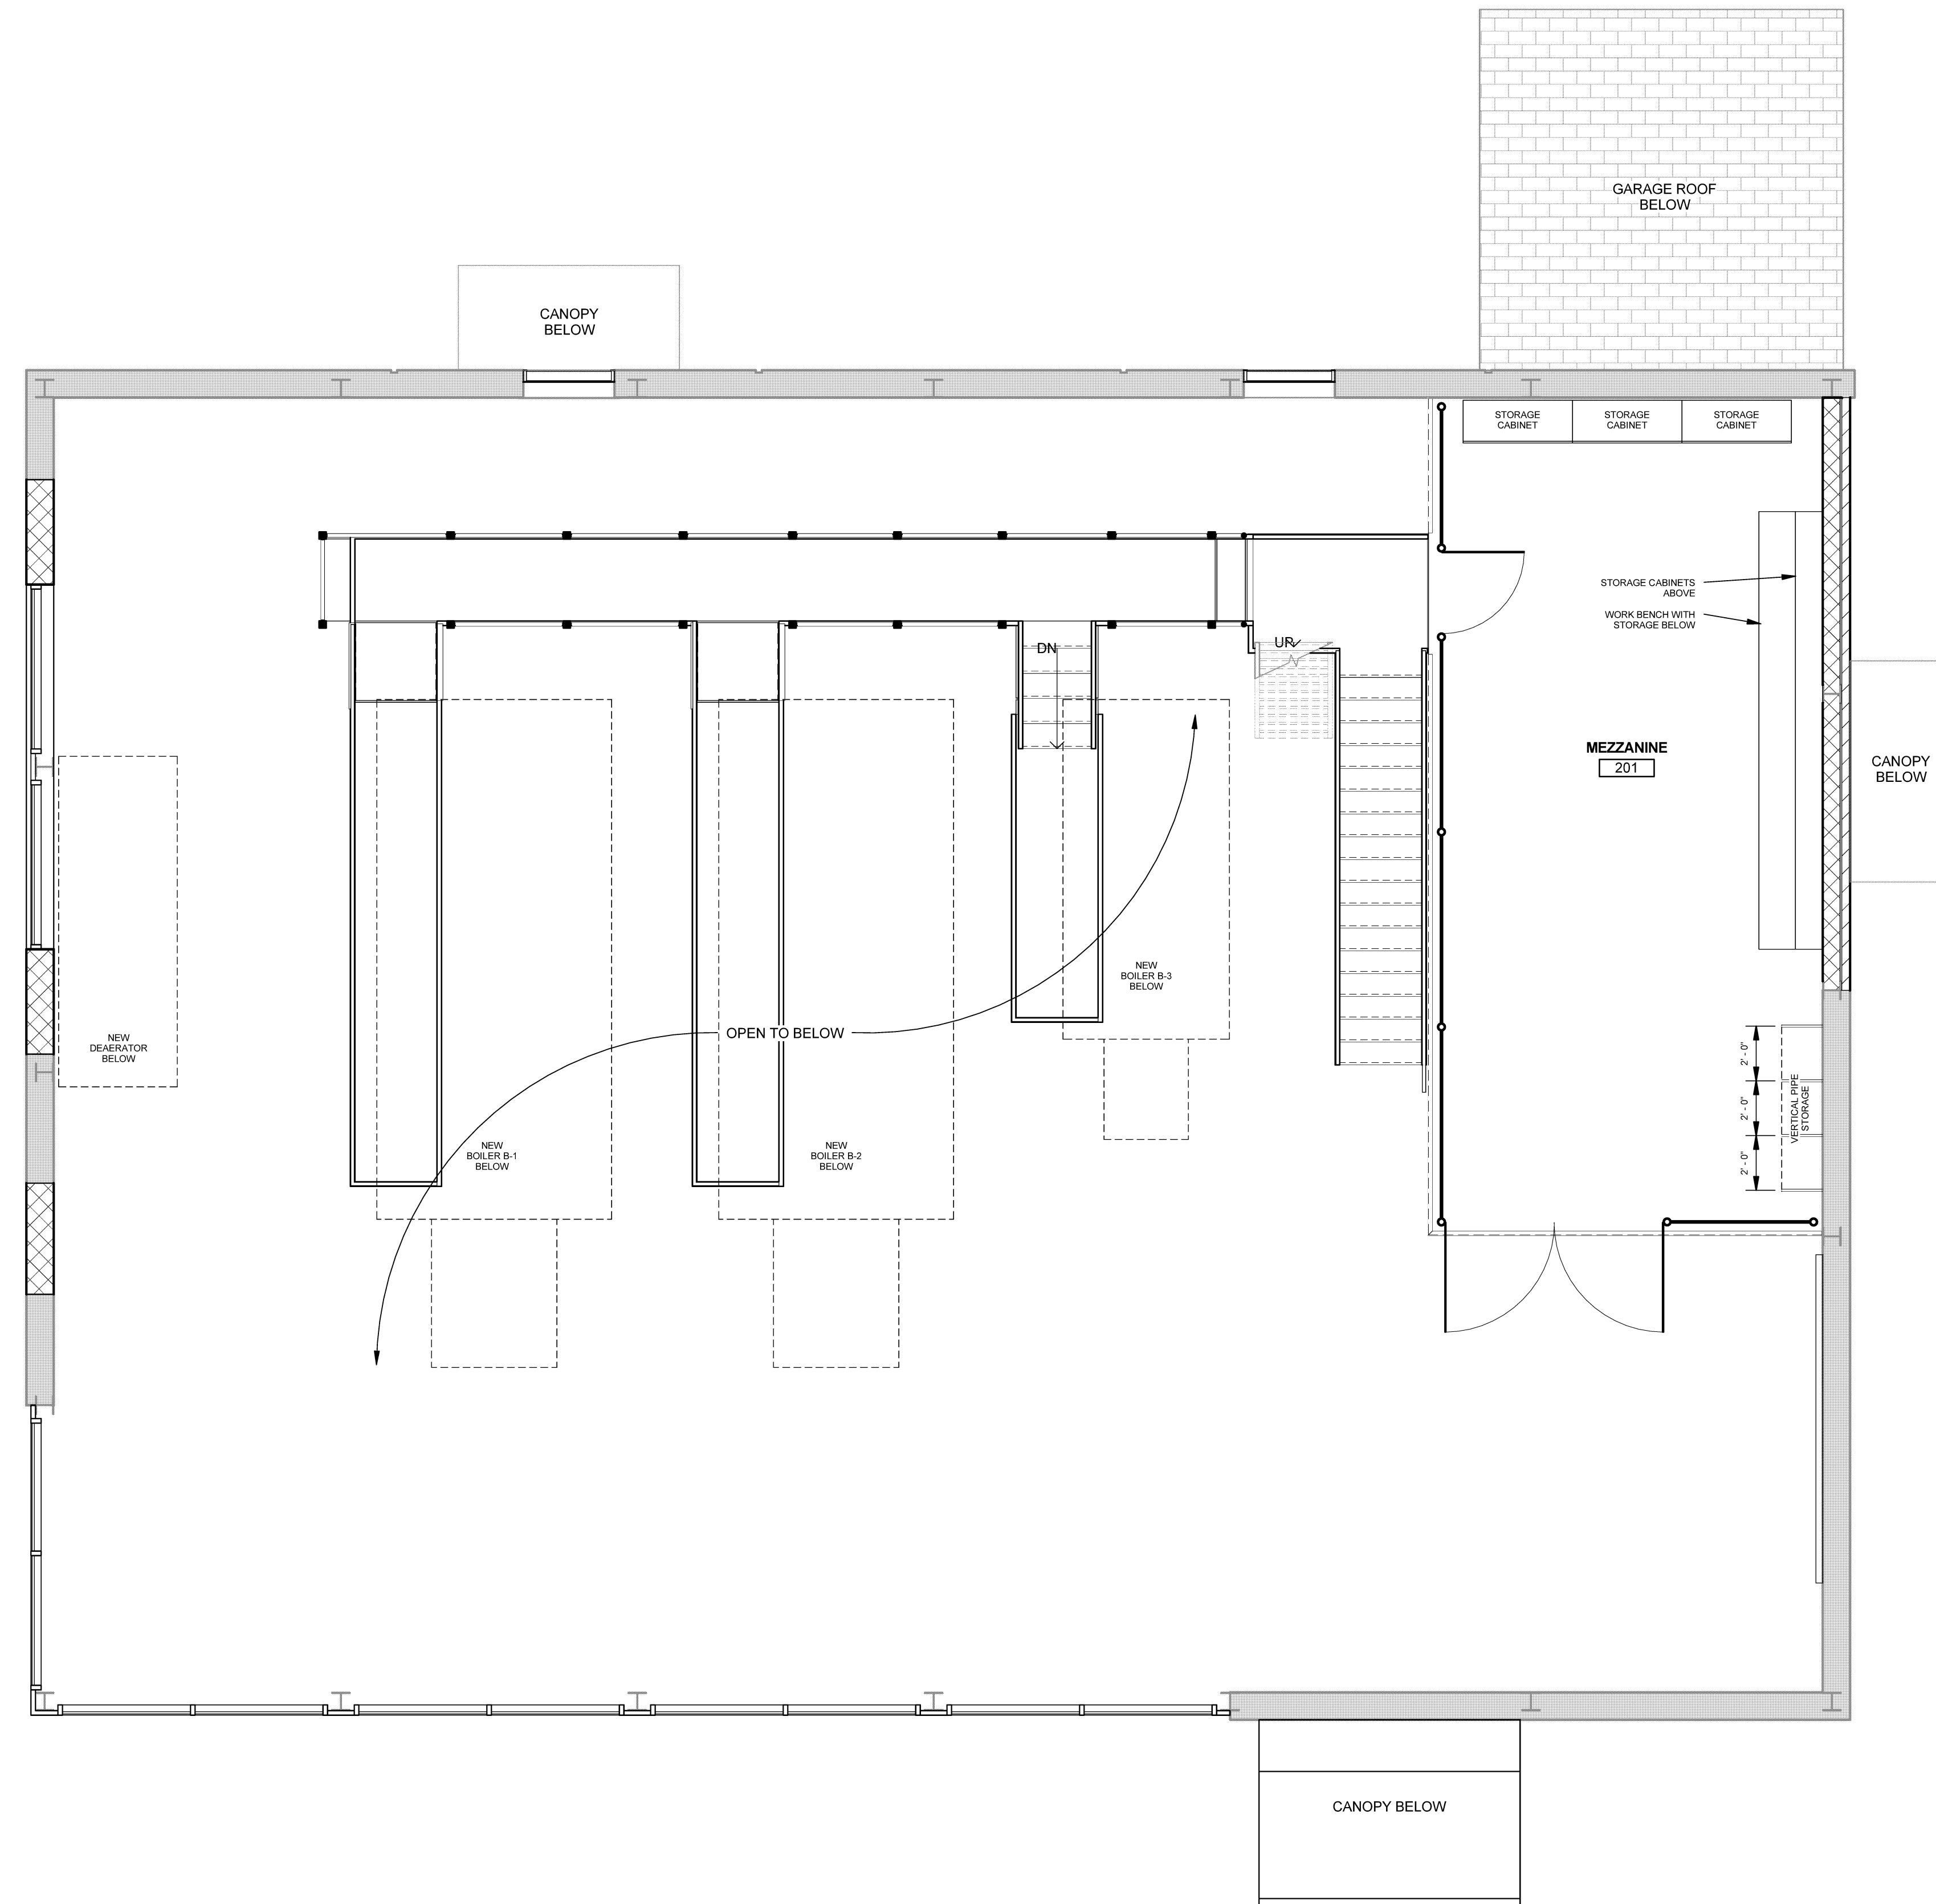 GARAGE ROOF
BELOW
CANOPY
BELOW
STORAGE
CABINET
STORAGE
CABINET
STORAGE
CABINET
STORAGE CABINETS
ABOVE
WORK BENCH WITH
STORAGE BELOW
DN
UP
MEZZANINE
201
CANOPY
BELOW
NEW
BOILER B-3
BELOW
OPEN TO BELOW
NEW
DEAERATOR
BELOW
2' - 0"
2' - 0"
2' - 0"
VERTICAL PIPE
STORAGE
NEW
BOILER B-1
BELOW
NEW
BOILER B-2
BELOW
CANOPY BELOW